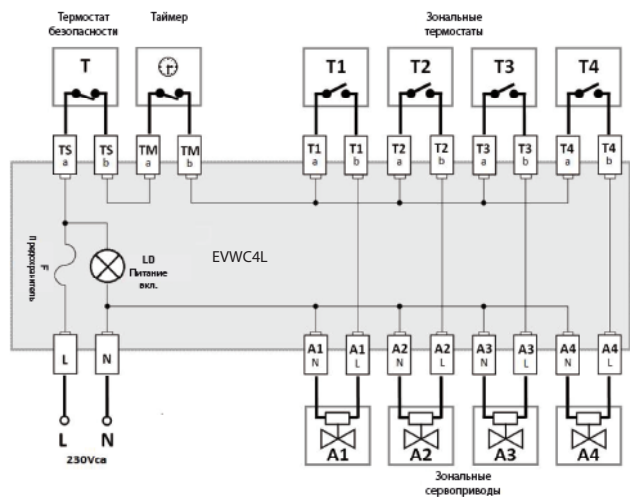 Термостат
безопасности
Таймер
Зональные
термостаты
T
T1
T2
T3
T4
TS
a
TS
b
TM
a
TM
b
T1
a
T1
b
T2
a
T2
b
T3
a
T3
b
T4
a
T4
b
Предохранитель
F
LD
Питание
вкл.
EVWC4L
L
N
A1
N
A1
L
A2
N
A2
L
A3
N
A3
L
A4
N
A4
L
L
N
230Vca
A1
A2
A3
A4
Зональные
сервоприводы